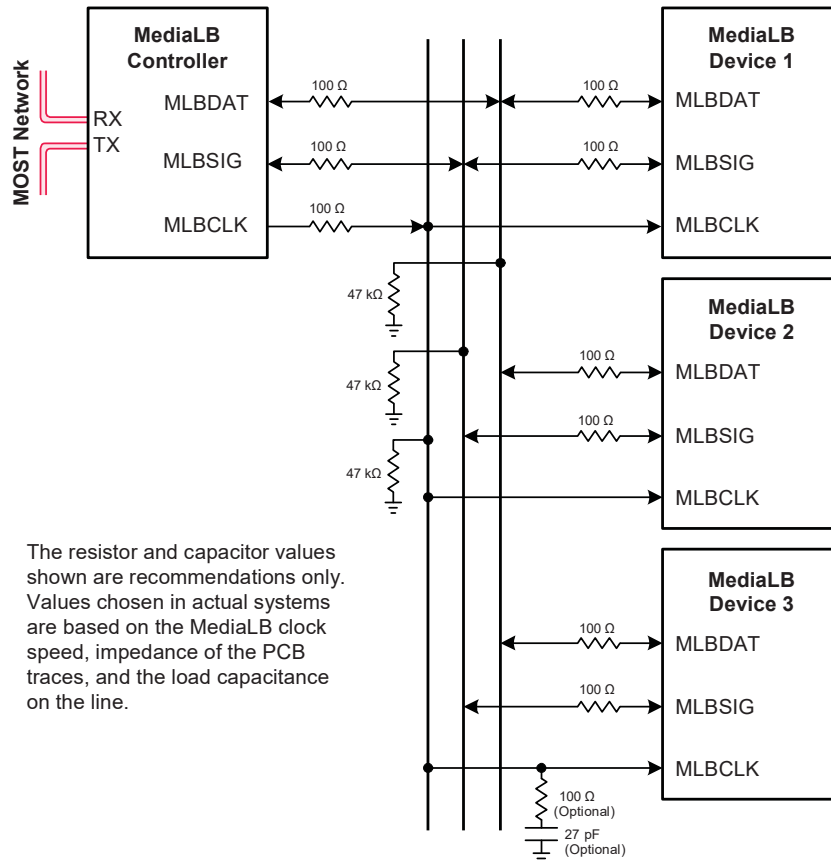 MediaLB
Controller
MOST Network
RX
TX
MLBDAT
MLBSIG
MLBCLK
100 Ω
100 Ω
100 Ω
MediaLB
Device 1
100 Ω
MLBDAT
100 Ω
MLBSIG
MLBCLK
47 kΩ
47 kΩ
47 kΩ
MediaLB
Device 2
100 Ω
MLBDAT
100 Ω
MLBSIG
MLBCLK
The resistor and capacitor values
shown are recommendations only.
Values chosen in actual systems
are based on the MediaLB clock
speed, impedance of the PCB
traces, and the load capacitance
on the line.
MediaLB
Device 3
100 Ω
MLBDAT
100 Ω
MLBSIG
MLBCLK
100 Ω
(Optional)
27 pF
(Optional)